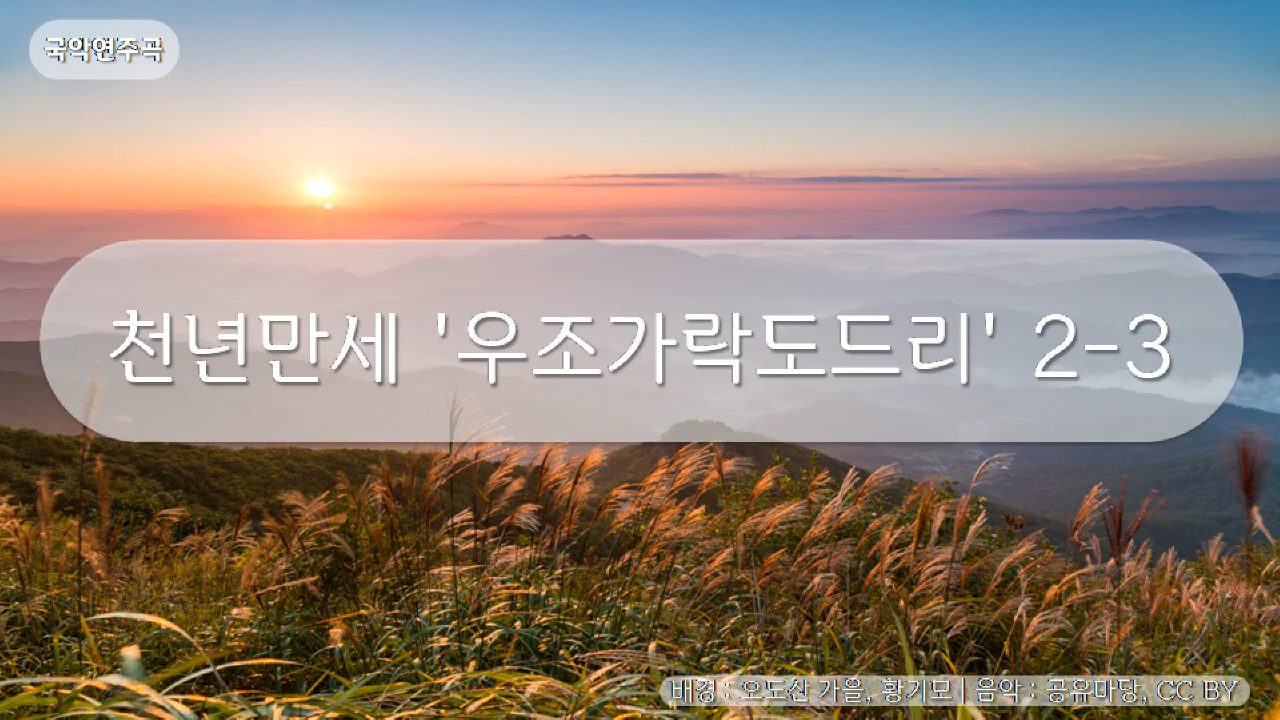 국악연주곡
천년만세 '우조가락도드리' 2-3
배경 : 오도산 가을, 황기모 | 음악 : 공유마당, CC BY